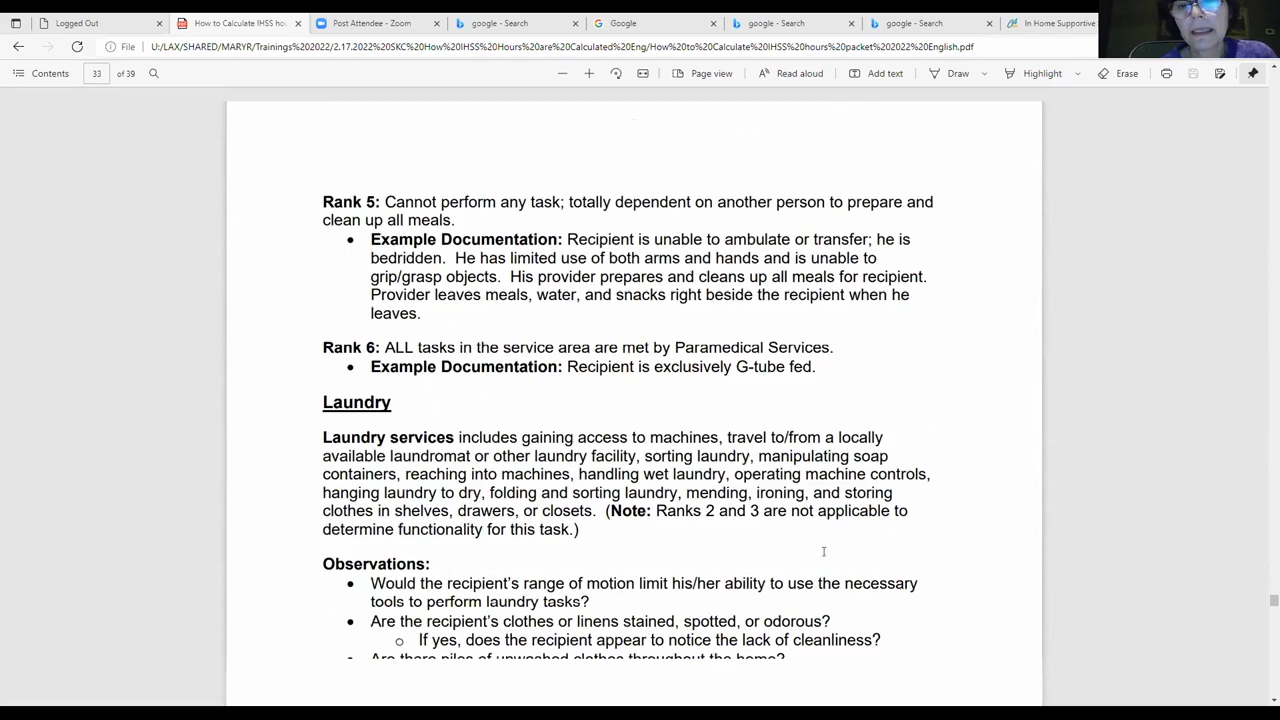 Logged Out
How to Calculate IHSS hou
Post Attendee - Zoom
google - Search
Google
google - Search
google - Search
In Home Supportive
File
U:/LAX/SHARED/MARYR/Trainings%202022/2.17.2022%20SKC%20How%20IHSS%20Hours%20are%20Calculated%20Eng/How%20to%20Calculate%20IHSS%20hours%20packet%202022%20English.pdf
Contents
33
of 39
Page view
Read aloud
Add text
Draw
Highlight
Erase
Rank 5: Cannot perform any task; totally dependent on another person to prepare and
clean up all meals.
• Example Documentation: Recipient is unable to ambulate or transfer; he is
bedridden. He has limited use of both arms and hands and is unable to
grip/grasp objects. His provider prepares and cleans up all meals for recipient.
Provider leaves meals, water, and snacks right beside the recipient when he
leaves.
Rank 6: ALL tasks in the service area are met by Paramedical Services.
• Example Documentation: Recipient is exclusively G-tube fed.
Laundry
Laundry services includes gaining access to machines, travel to/from a locally
available laundromat or other laundry facility, sorting laundry, manipulating soap
containers, reaching into machines, handling wet laundry, operating machine controls,
hanging laundry to dry, folding and sorting laundry, mending, ironing, and storing
clothes in shelves, drawers, or closets. (Note: Ranks 2 and 3 are not applicable to
determine functionality for this task.)
Observations:
• Would the recipient's range of motion limit his/her ability to use the necessary
tools to perform laundry tasks?
• Are the recipient's clothes or linens stained, spotted, or odorous?
o If yes, does the recipient appear to notice the lack of cleanliness?
• Are there piles of unwashed clothes throughout the home?